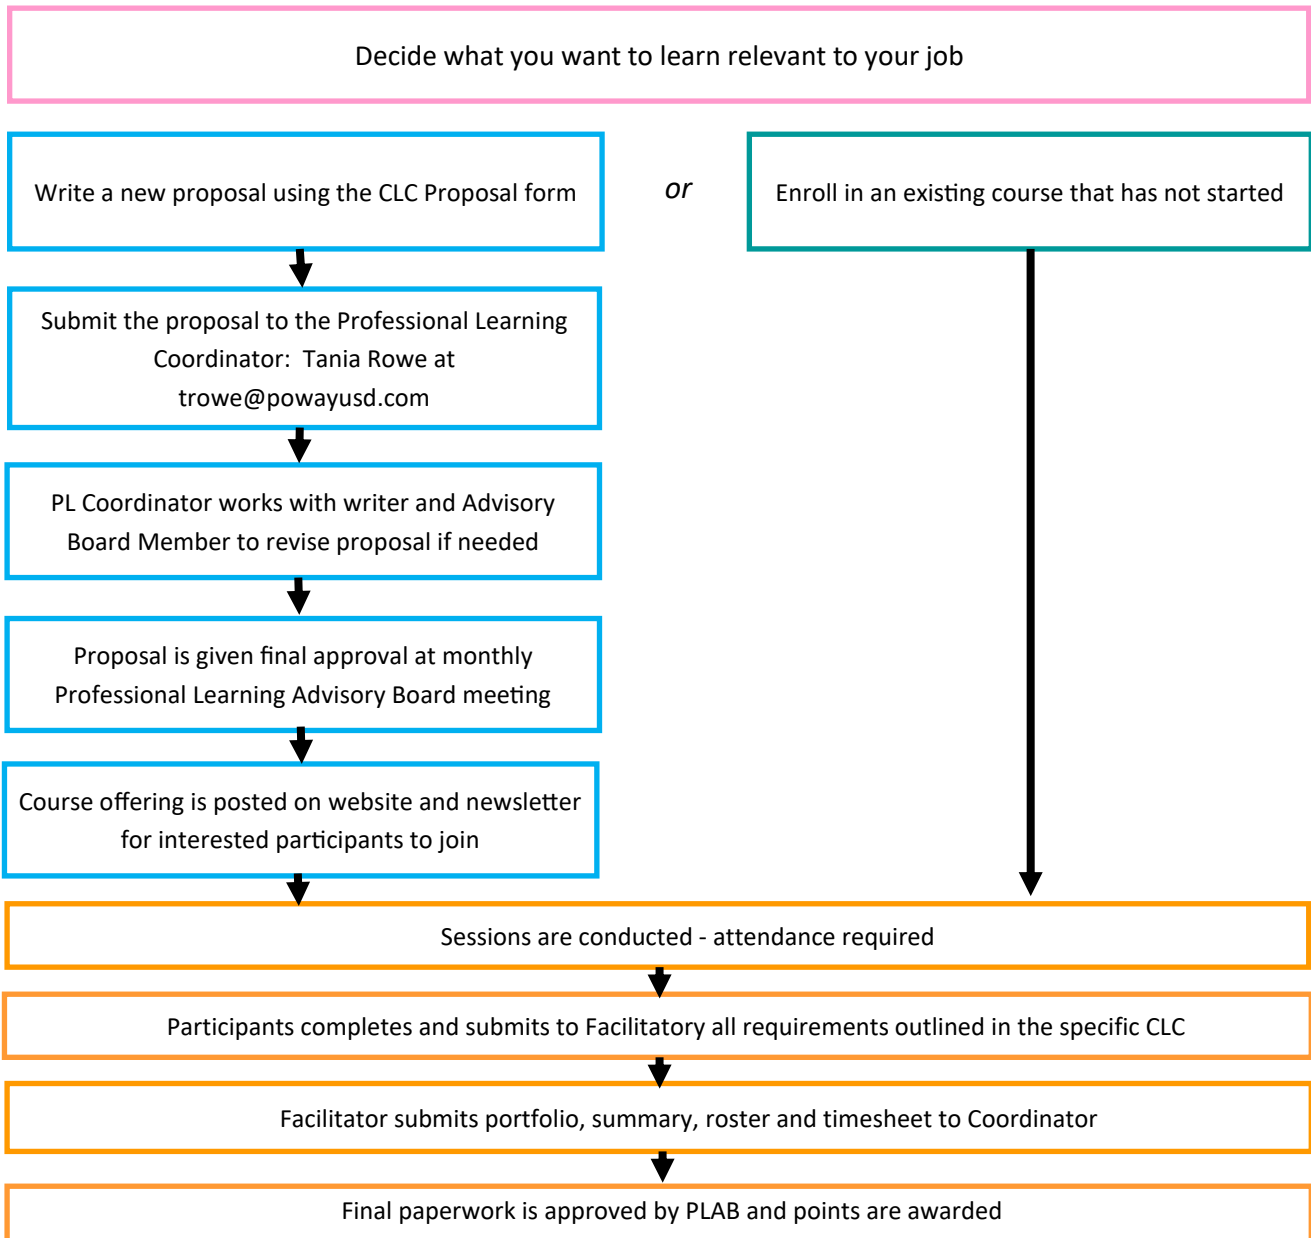 Decide what you want to learn relevant to your job
Write a new proposal using the CLC Proposal form
or
Enroll in an existing course that has not started
Submit the proposal to the Professional Learning
Coordinator:  Tania Rowe at
trowe@powayusd.com
PL Coordinator works with writer and Advisory
Board Member to revise proposal if needed
Proposal is given final approval at monthly
Professional Learning Advisory Board meeting
Course offering is posted on website and newsletter
for interested participants to join
Sessions are conducted - attendance required
Participants completes and submits to Facilitatory all requirements outlined in the specific CLC
Facilitator submits portfolio, summary, roster and timesheet to Coordinator
Final paperwork is approved by PLAB and points are awarded